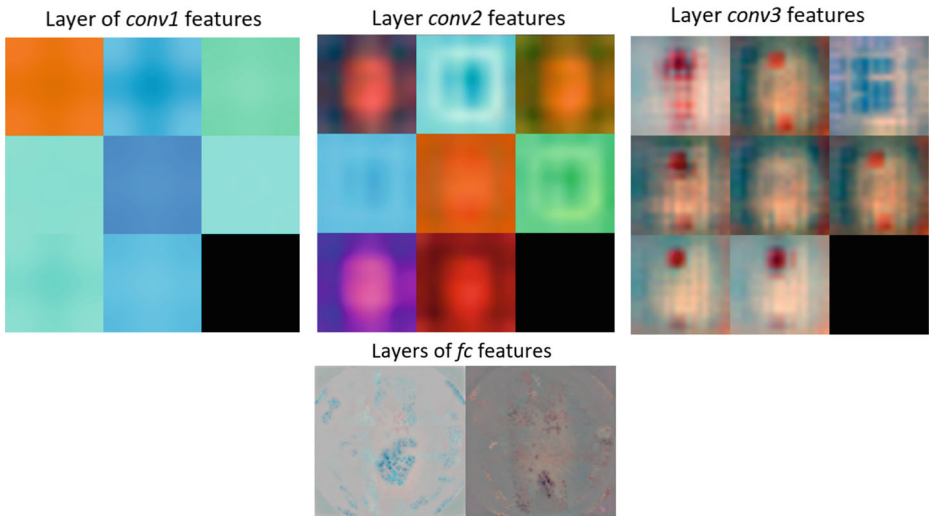 Layer of conv1 features
Layer conv2 features
Layer conv3 features
Layers of fc features